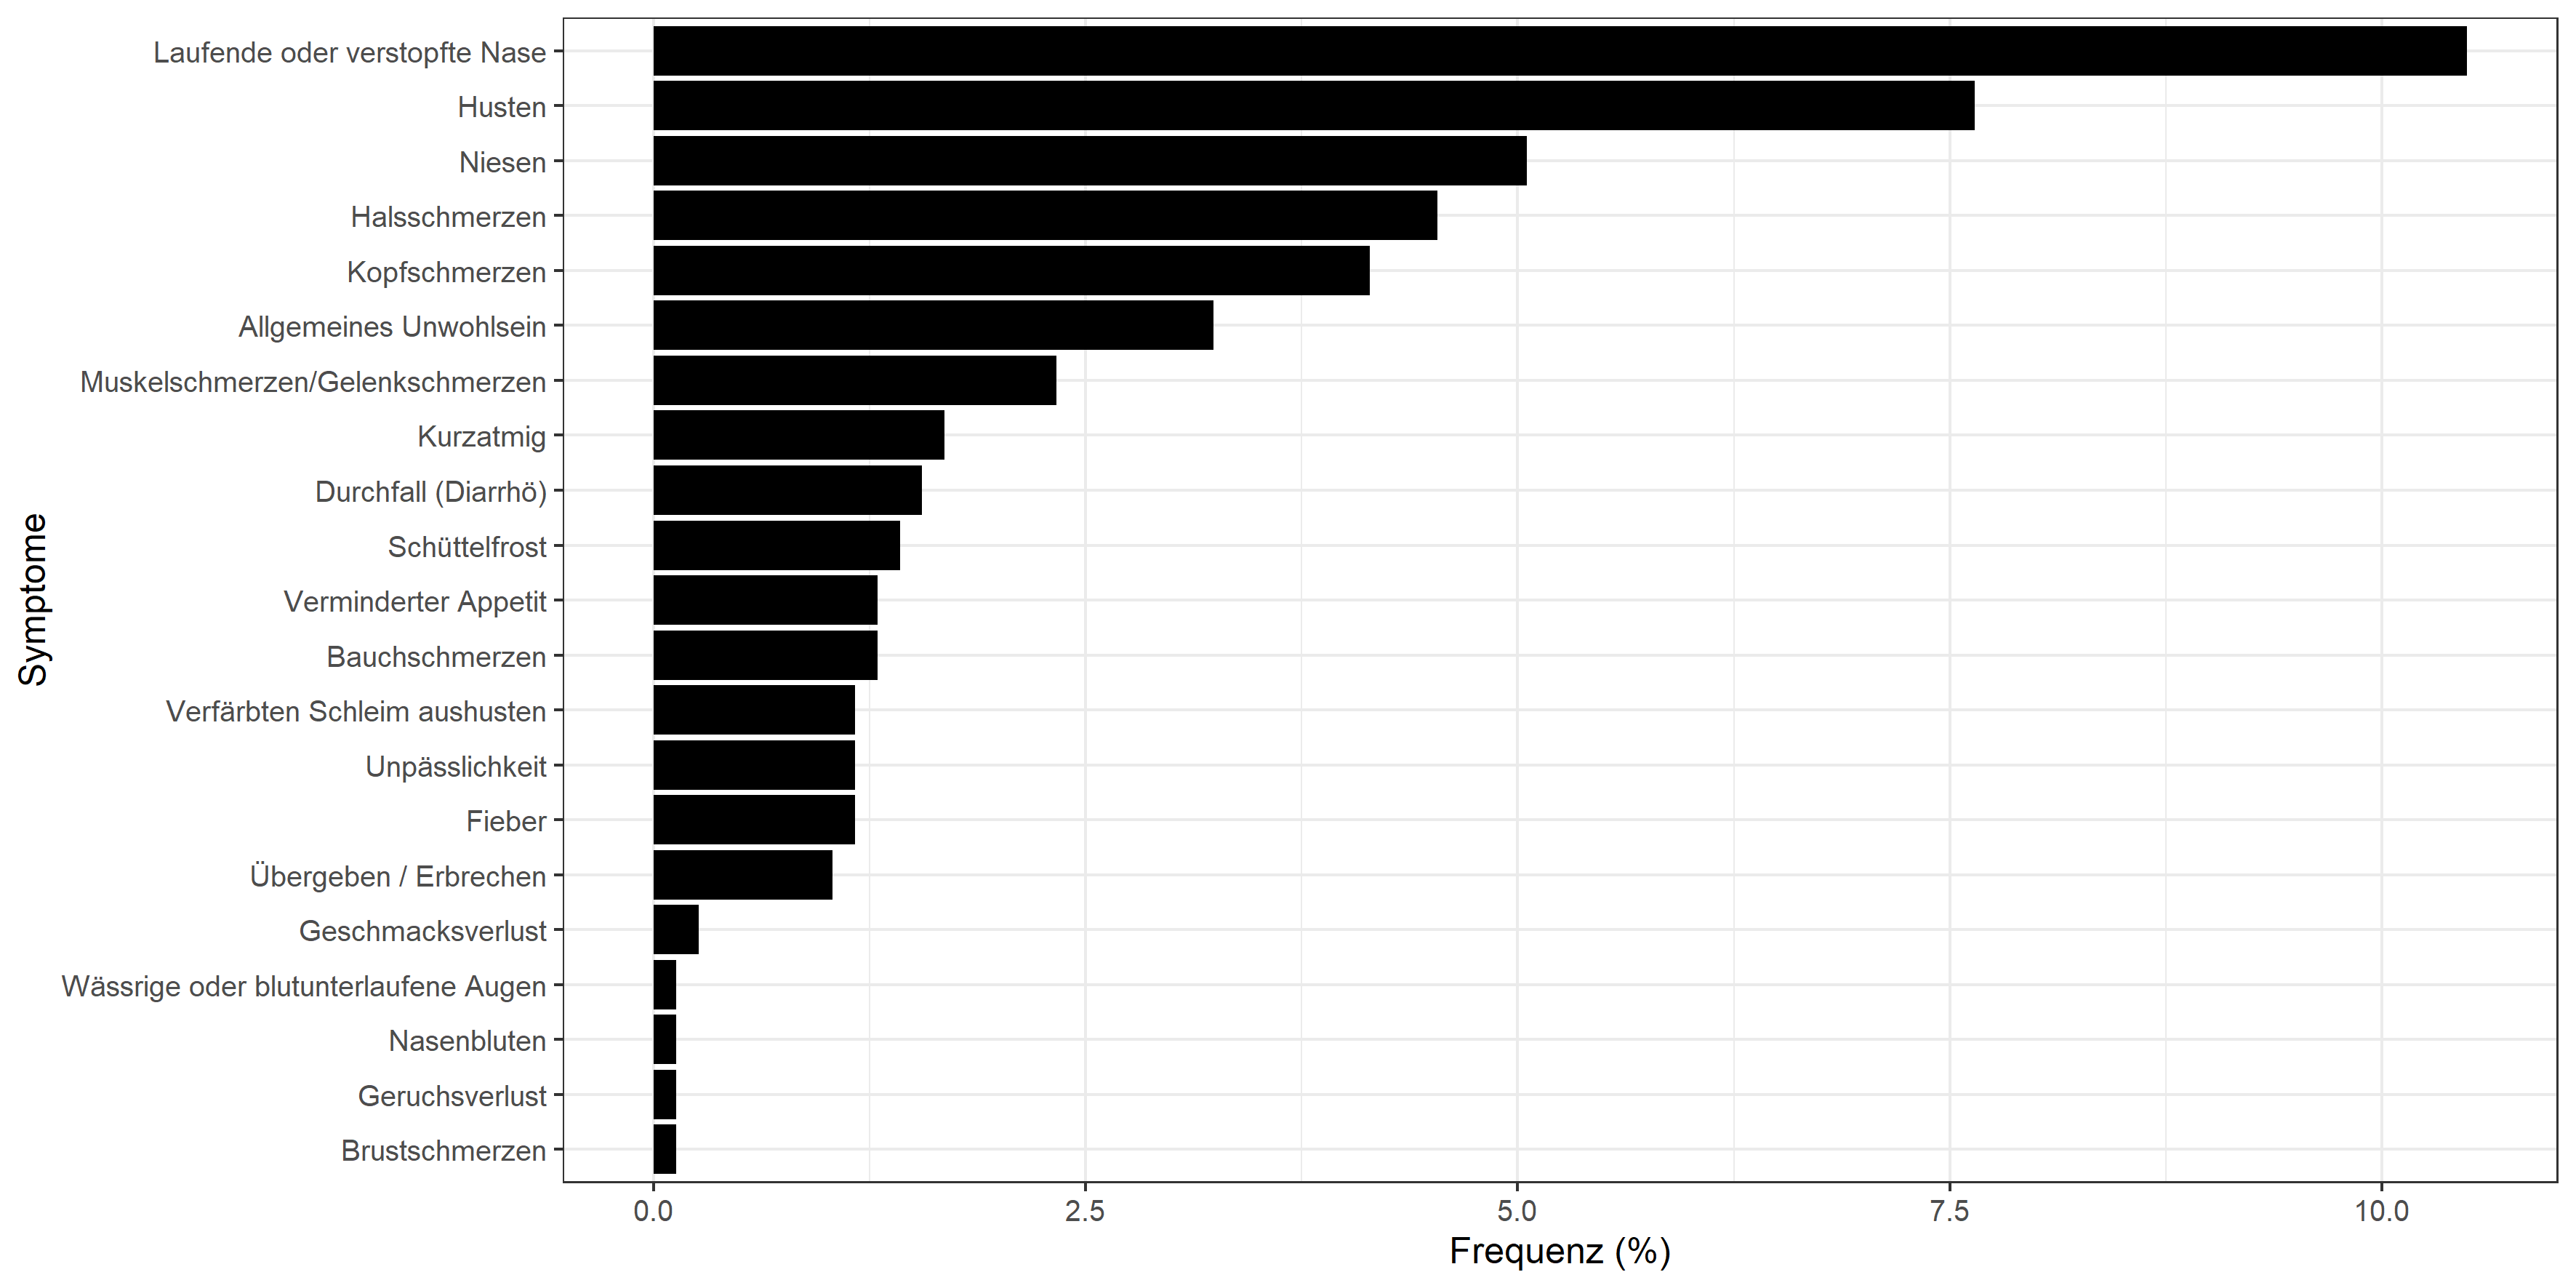 Laufende oder verstopfte Nase
Husten
Niesen
Halsschmerzen
Kopfschmerzen
Allgemeines Unwohlsein
Muskelschmerzen/Gelenkschmerzen
Kurzatmig
Durchfall (Diarrhö)
Schüttelfrost
Verminderter Appetit
Bauchschmerzen
Verfärbten Schleim aushusten
Unpässlichkeit
Fieber
Übergeben / Erbrechen
Geschmacksverlust
Wässrige oder blutunterlaufene Augen
Nasenbluten
Geruchsverlust
Brustschmerzen
Symptome
0.0 2.5 5.0 7.5 10.0
Frequenz (%)